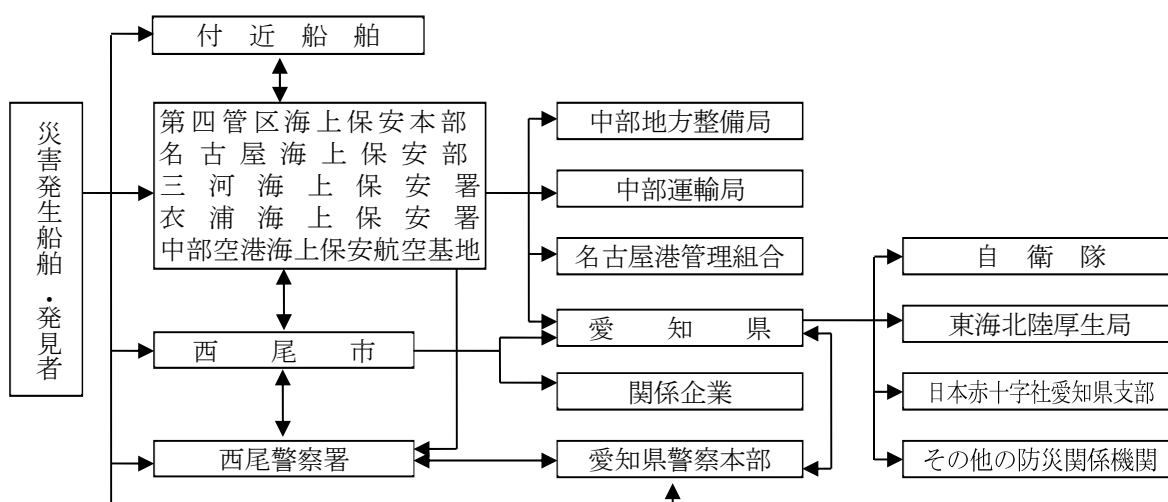 付近船舶
災害発生船舶・発見者
第四管区海上保安本部
名古屋海上保安部
三河海上保安署
衣浦海上保安署
中部空港海上保安航空基地
西尾市
西尾警察署
中部地方整備局
中部運輸局
名古屋港管理組合
愛知県
関係企業
愛知県警察本部
自衛隊
東海北陸厚生局
日本赤十字社愛知県支部
その他の防災関係機関